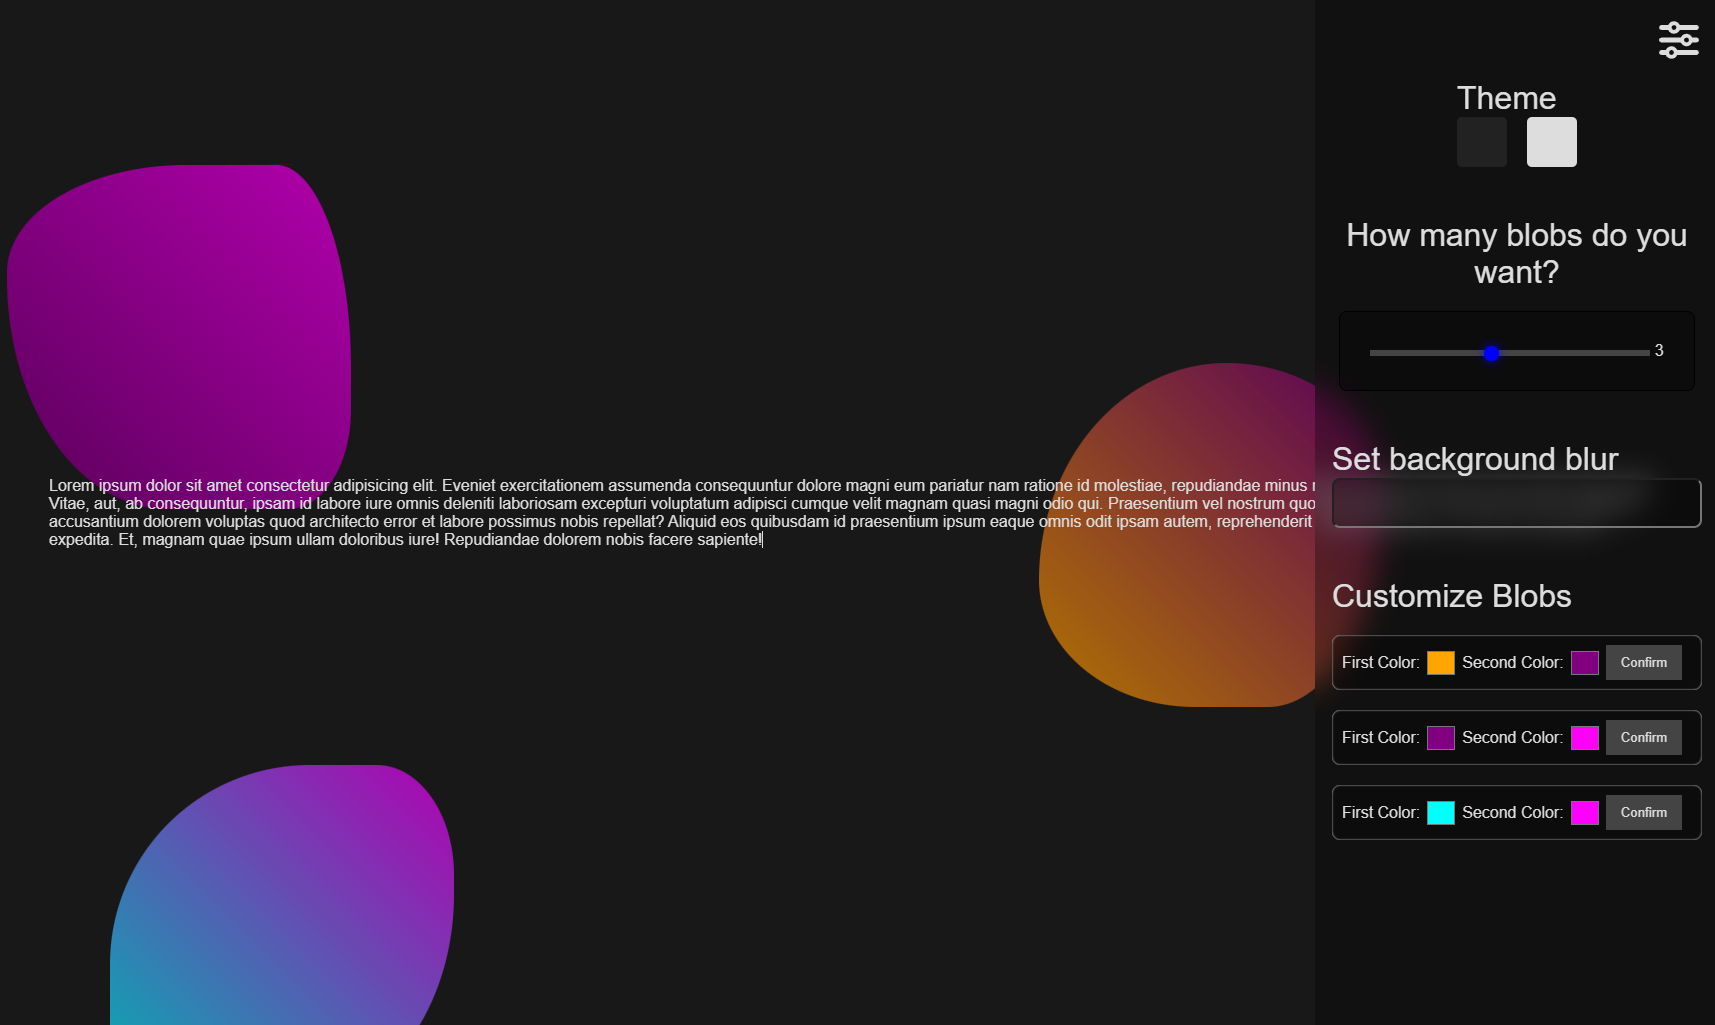 Theme
How many blobs do you
want?
3
Lorem ipsum dolor sit amet consectetur adipisicing elit. Eveniet exercitationem assumenda consequuntur dolore magni eum pariatur nam ratione id molestiae, repudiandae minus
Vitae, aut, ab consequuntur, ipsam id labore iure omnis deleniti laboriosam excepturi voluptatum adipisci cumque velit magnam quasi magni odio qui. Praesentium vel nostrum quo
accusantium dolorem voluptas quod architecto error et labore possimus nobis repellat? Aliquid eos quibusdam id praesentium ipsum eaque omnis odit ipsam autem, reprehenderit
expedita. Et, magnam quae ipsum ullam doloribus iure! Repudiandae dolorem nobis facere sapiente!
Set background blur
Customize Blobs
First Color: Second Color: Confirm
First Color: Second Color: Confirm
First Color: Second Color: Confirm